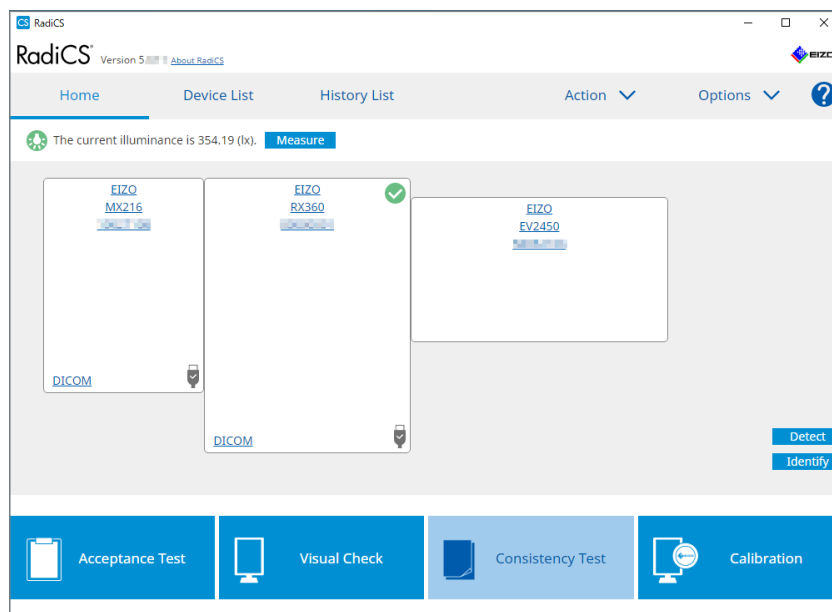 CS RadiCS
RadiCS Version 5 About RadiCS
EIZO
Home Device List History List Action Options ?
The current illuminance is 354.19 (lx). Measure
EIZO
MX216
DICOM
EIZO
RX360
DICOM
EIZO
EV2450
Detect
Identify
Acceptance Test Visual Check Consistency Test Calibration